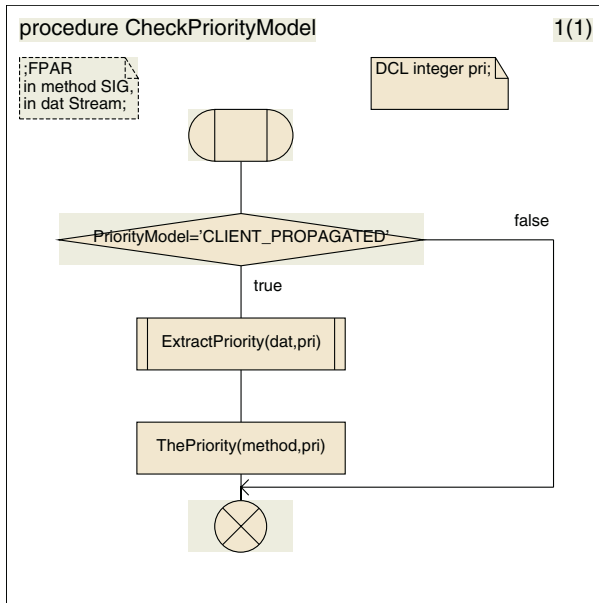 procedure CheckPriorityModel
1(1)
;FPAR
in method SIG,
in dat Stream;
DCL integer pri;
PriorityModel='CLIENT_PROPAGATED'
false
true
ExtractPriority(dat,pri)
ThePriority(method,pri)